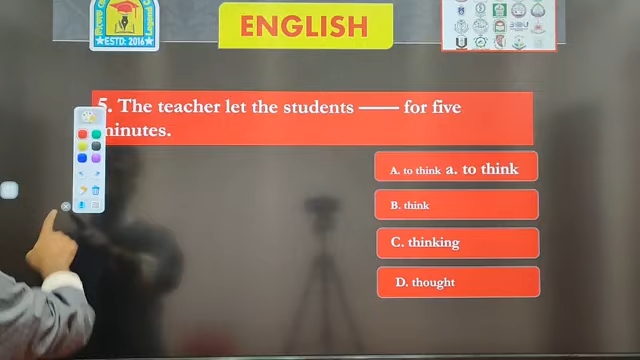 ★ESTD: 2016★
ENGLISH
5. The teacher let the students —— for five
minutes.
A. to think a. to think
B. think
C. thinking
D. thought